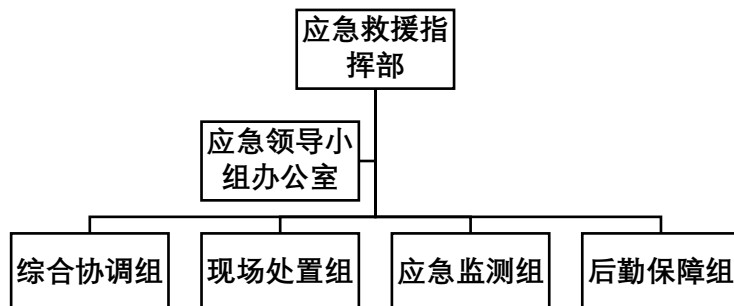 应急救援指
挥部
应急领导小
组办公室
综合协调组
现场处置组
应急监测组
后勤保障组